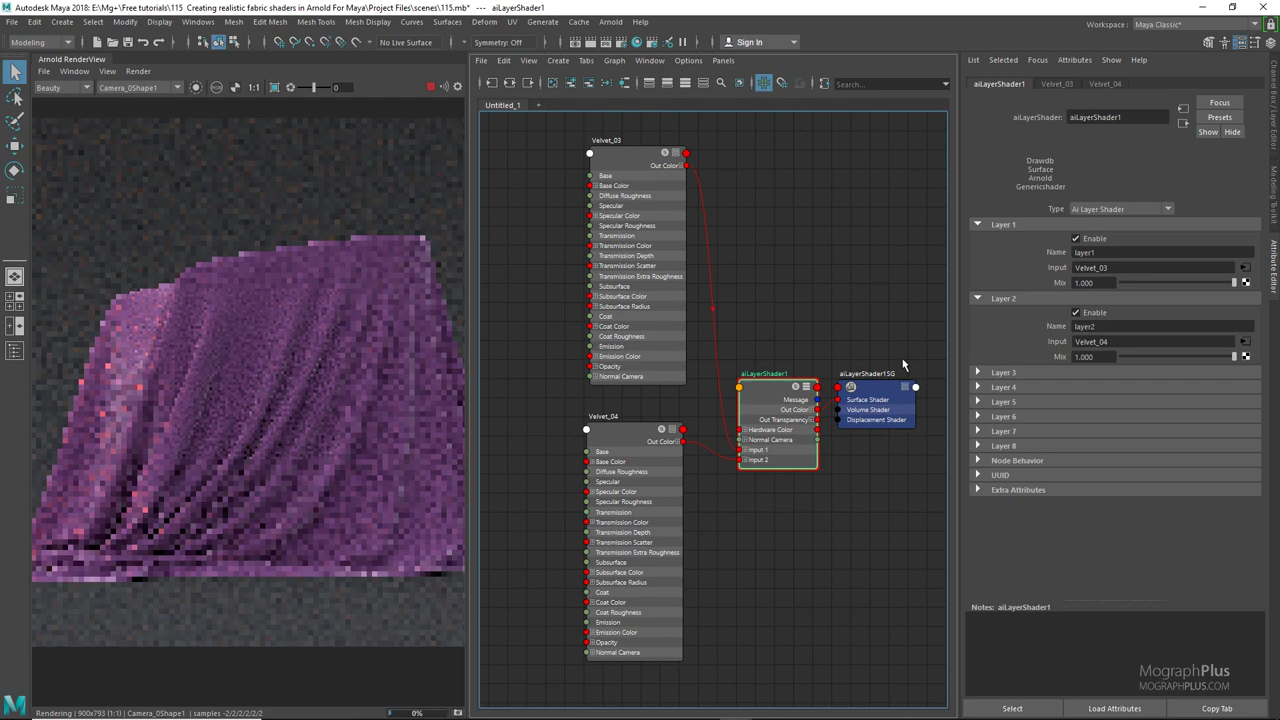 Autodesk Maya 2018: E:\Mg+\Free tutorials\115  Creating realistic fabric shaders in Arnold For Maya\Project\scenes\115.mb*  ---  aiLayerShader1
File Edit Create Select Modify Display Windows Mesh Edit Mesh Mesh Tools Mesh Display Curves Surfaces Deform UV Generate Cache Arnold Help
Workspace : Maya Classic*
Modeling
No Live Surface
Symmetry: Off
Sign In
Arnold RenderView
File Window View Render
Beauty
Camera_0Shape1
1:1
0
File Edit View Create Tabs Graph Window Options Panels
Search...
Untitled_1
+
Velvet_03
Out Color
Base
Base Color
Diffuse Roughness
Specular
Specular Color
Specular Roughness
Transmission
Transmission Color
Transmission Depth
Transmission Scatter
Transmission Extra Roughness
Subsurface
Subsurface Color
Subsurface Radius
Coat
Coat Color
Coat Roughness
Emission
Emission Color
Opacity
Normal Camera
Velvet_04
Out Color
Base
Base Color
Diffuse Roughness
Specular
Specular Color
Specular Roughness
Transmission
Transmission Color
Transmission Depth
Transmission Scatter
Transmission Extra Roughness
Subsurface
Subsurface Color
Subsurface Radius
Coat
Coat Color
Coat Roughness
Emission
Emission Color
Opacity
Normal Camera
aiLayerShader1
Message
Out Color
Out Transparency
Hardware Color
Normal Camera
Input 1
Input 2
aiLayerShader1SG
Surface Shader
Volume Shader
Displacement Shader
List Selected Focus Attributes Show Help
aiLayerShader1 Velvet_03 Velvet_04
aiLayerShader: aiLayerShader1
Focus
Presets
Show Hide
Drawdb
Surface
Arnold
Genericshader
Type Ai Layer Shader
Layer 1
Enable
Name layer1
Input Velvet_03
Mix 1.000
Layer 2
Enable
Name layer2
Input Velvet_04
Mix 1.000
Layer 3
Layer 4
Layer 5
Layer 6
Layer 7
Layer 8
Node Behavior
UUID
Extra Attributes
Notes: aiLayerShader1
MographPlus
MOGRAPHPLUS.COM
Select Load Attributes Copy Tab
Channel Box / Layer Editor
Modeling Toolkit
Attribute Editor
Rendering | 900x793 (1/1) | Camera_0Shape1 | samples -2/2/2/2/2/2
0%